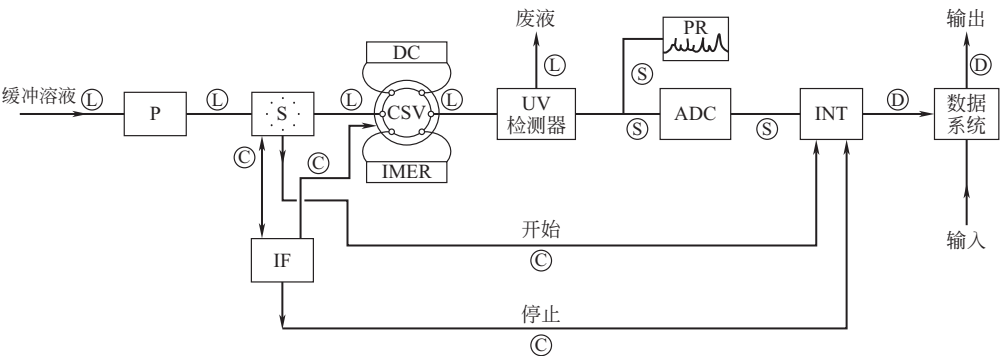 废液
PR
输出
DC
Ⓛ
Ⓢ
Ⓓ
缓冲溶液
Ⓛ
P
Ⓛ
S
Ⓛ
CSV
Ⓛ
UV
检测器
Ⓢ
ADC
Ⓢ
INT
Ⓓ
数据
系统
Ⓒ
Ⓒ
IMER
开始
Ⓒ
输入
IF
停止
Ⓒ